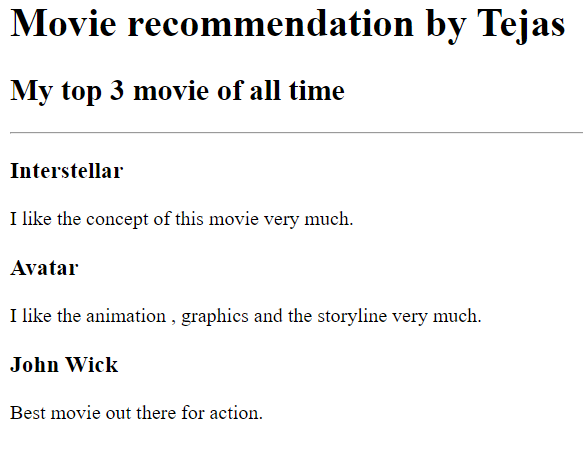 Movie recommendation by Tejas
My top 3 movie of all time
Interstellar
I like the concept of this movie very much.
Avatar
I like the animation , graphics and the storyline very much.
John Wick
Best movie out there for action.